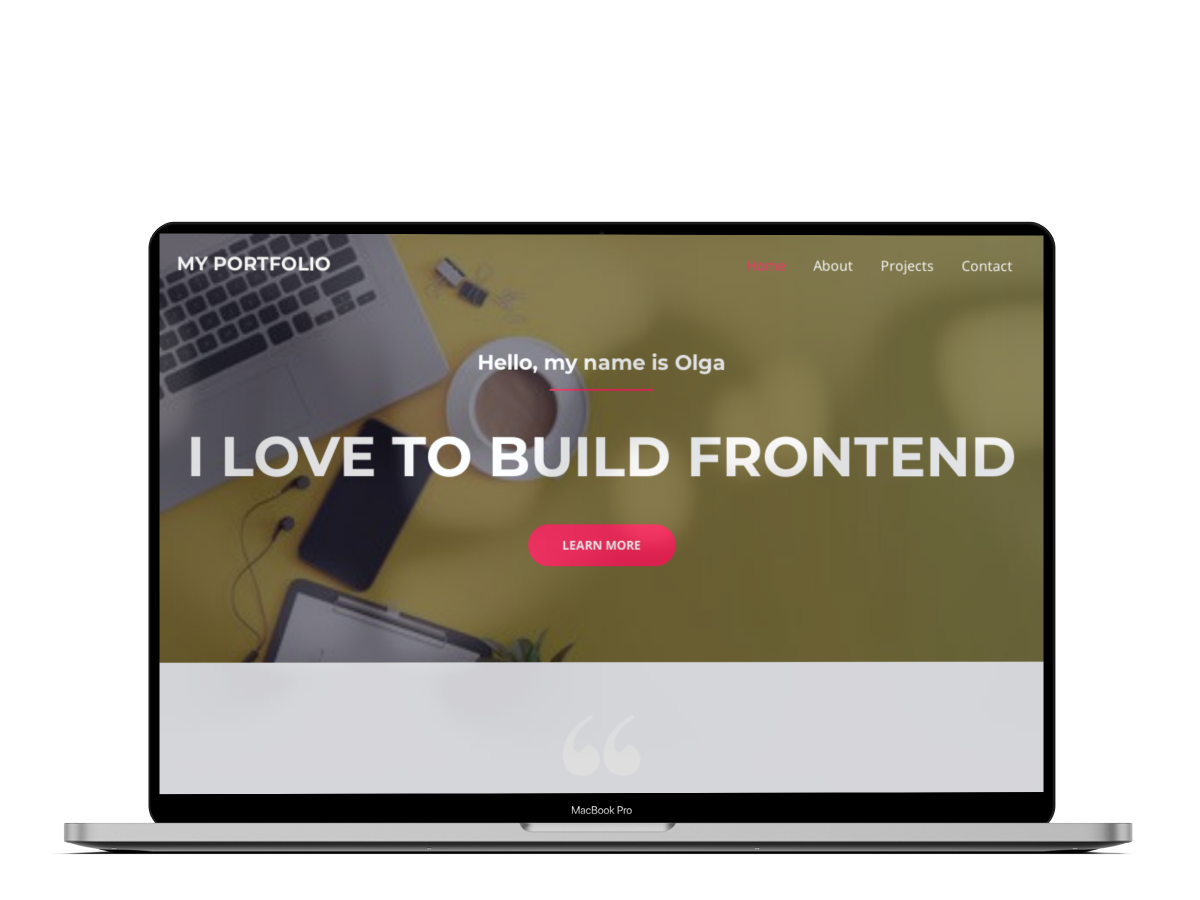 MY PORTFOLIO
Home About Projects Contact
Hello, my name is Olga
I LOVE TO BUILD FRONTEND
LEARN MORE
“
MacBook Pro